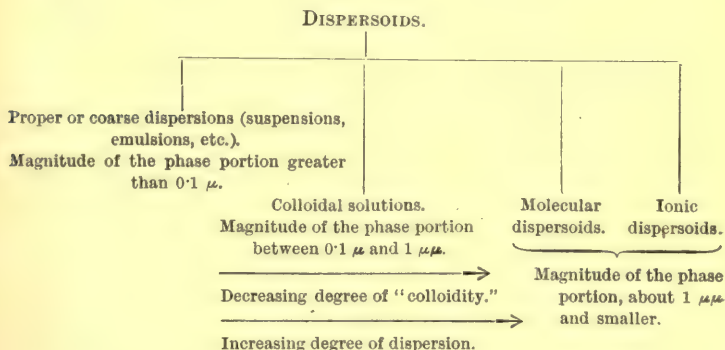 DISPERSOIDS.
Proper or coarse dispersions (suspensions,
emulsions, etc.).
Magnitude of the phase portion greater
than 0·1 μ.
Colloidal solutions.
Magnitude of the phase portion
between 0·1 μ and 1 μμ.
Molecular
dispersoids.
Ionic
dispersoids.
Magnitude of the phase
portion, about 1 μμ
and smaller.
Decreasing degree of "colloidity."
Increasing degree of dispersion.